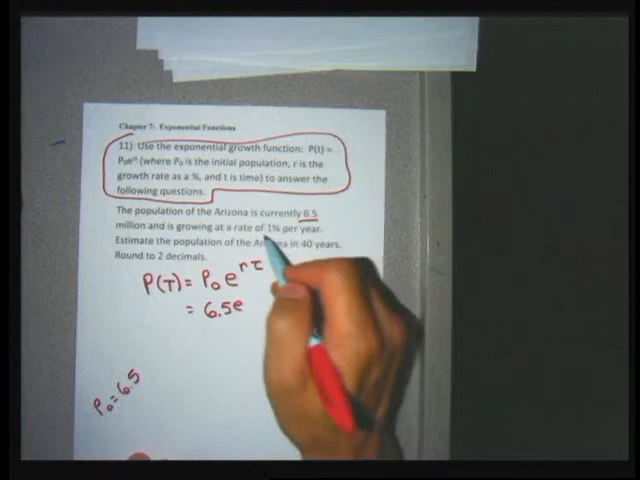 Chapter 7: Exponential Functions
11) Use the exponential growth function: P(t) =
P₀eʳᵗ (where P₀ is the initial population, r is the
growth rate as a %, and t is time) to answer the
following questions.
The population of the Arizona is currently 6.5
million and is growing at a rate of 1% per year.
Estimate the population of the Arizona in 40 years.
Round to 2 decimals.
P(T) = P₀ e^rt
= 6.5e
P₀ = 6.5